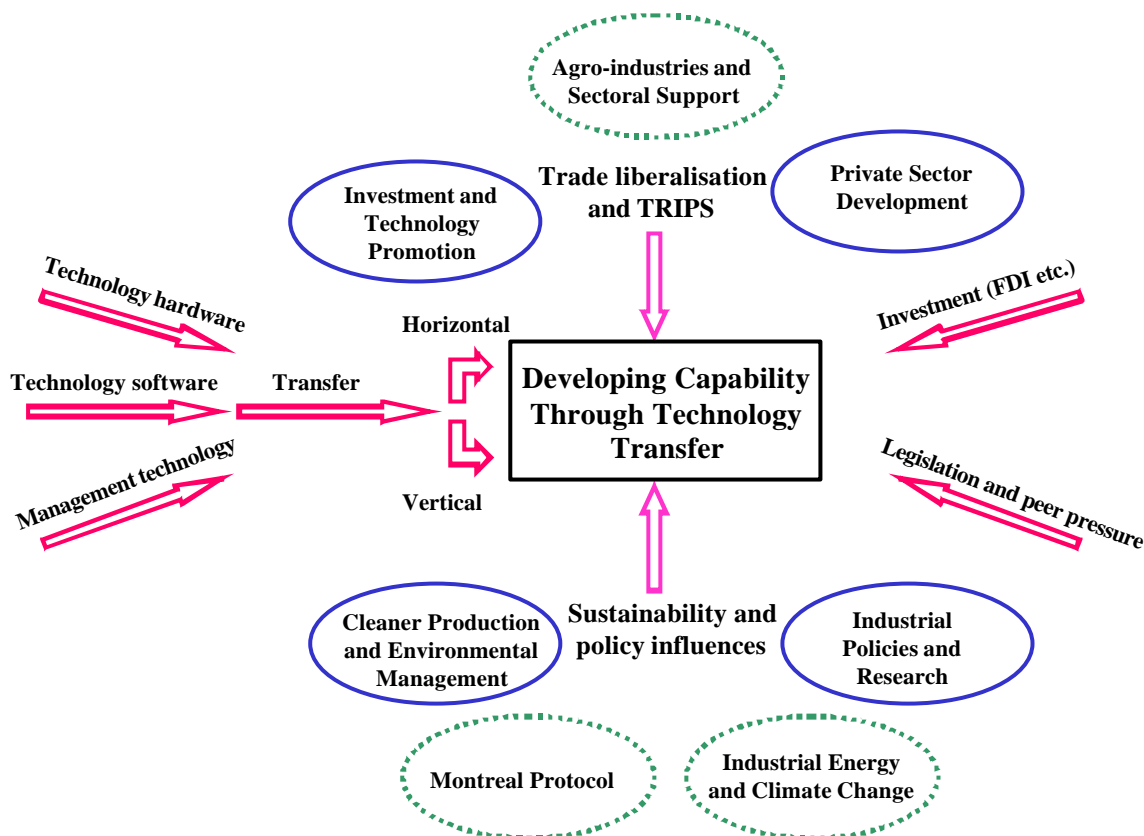 Agro-industries and
Sectoral Support
Trade liberalisation
and TRIPS
Private Sector
Development
Investment and
Technology
Promotion
Technology hardware
Investment (FDI etc.)
Horizontal
Technology software
Transfer
Developing Capability
Through Technology
Transfer
Management technology
Vertical
Legislation and peer pressure
Cleaner Production
and Environmental
Management
Sustainability and
policy influences
Industrial
Policies and
Research
Montreal Protocol
Industrial Energy
and Climate Change